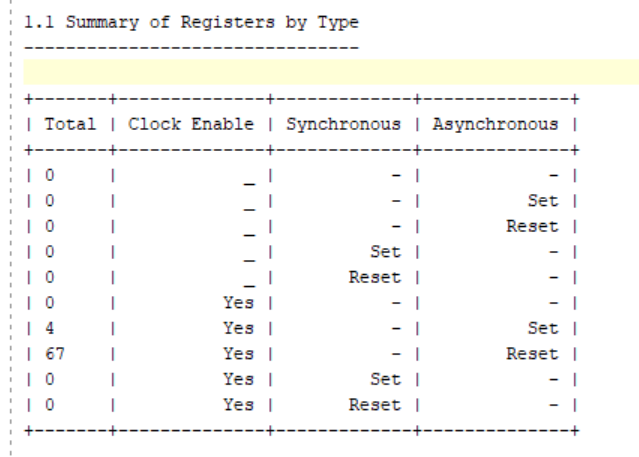 1.1 Summary of Registers by Type
--------------------------------
+-------+--------------+-------------+--------------+
| Total | Clock Enable | Synchronous | Asynchronous |
+-------+--------------+-------------+--------------+
| 0     |            _ |           - |            - |
| 0     |            _ |           - |          Set |
| 0     |            _ |           - |        Reset |
| 0     |            _ |         Set |            - |
| 0     |            _ |       Reset |            - |
| 0     |          Yes |           - |            - |
| 4     |          Yes |           - |          Set |
| 67    |          Yes |           - |        Reset |
| 0     |          Yes |         Set |            - |
| 0     |          Yes |       Reset |            - |
+-------+--------------+-------------+--------------+